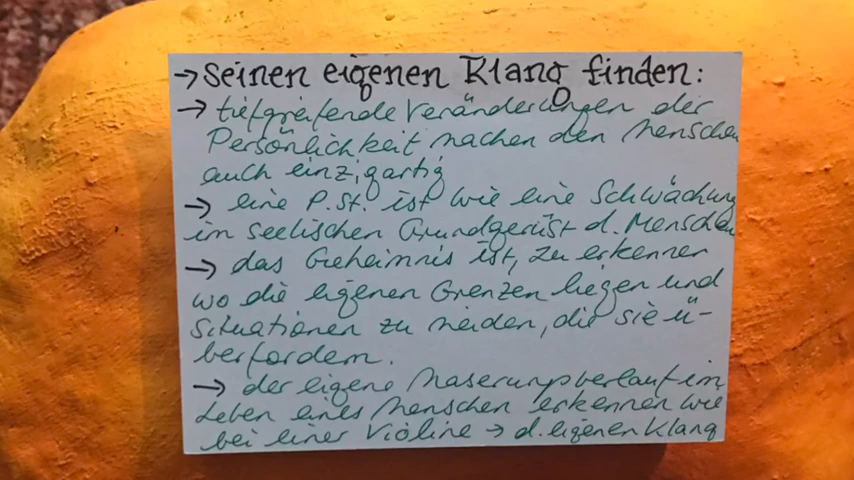 → Seinen eigenen Klang finden:
→ tiefgreifende Veränderungen der
Persönlichkeit machen den Menschen
auch einzigartig
→ eine P.St. ist wie eine Schwächung
im seelischen Grundgerüst d. Menschen
→ das Geheimnis ist, zu erkennen
wo die eigenen Grenzen liegen und
Situationen zu meiden, die sie ü-
berfordern.
→ der eigene Maserungsverlauf im
Leben eines Menschen erkennen wie
bei einer Violine → d. eigenen Klang